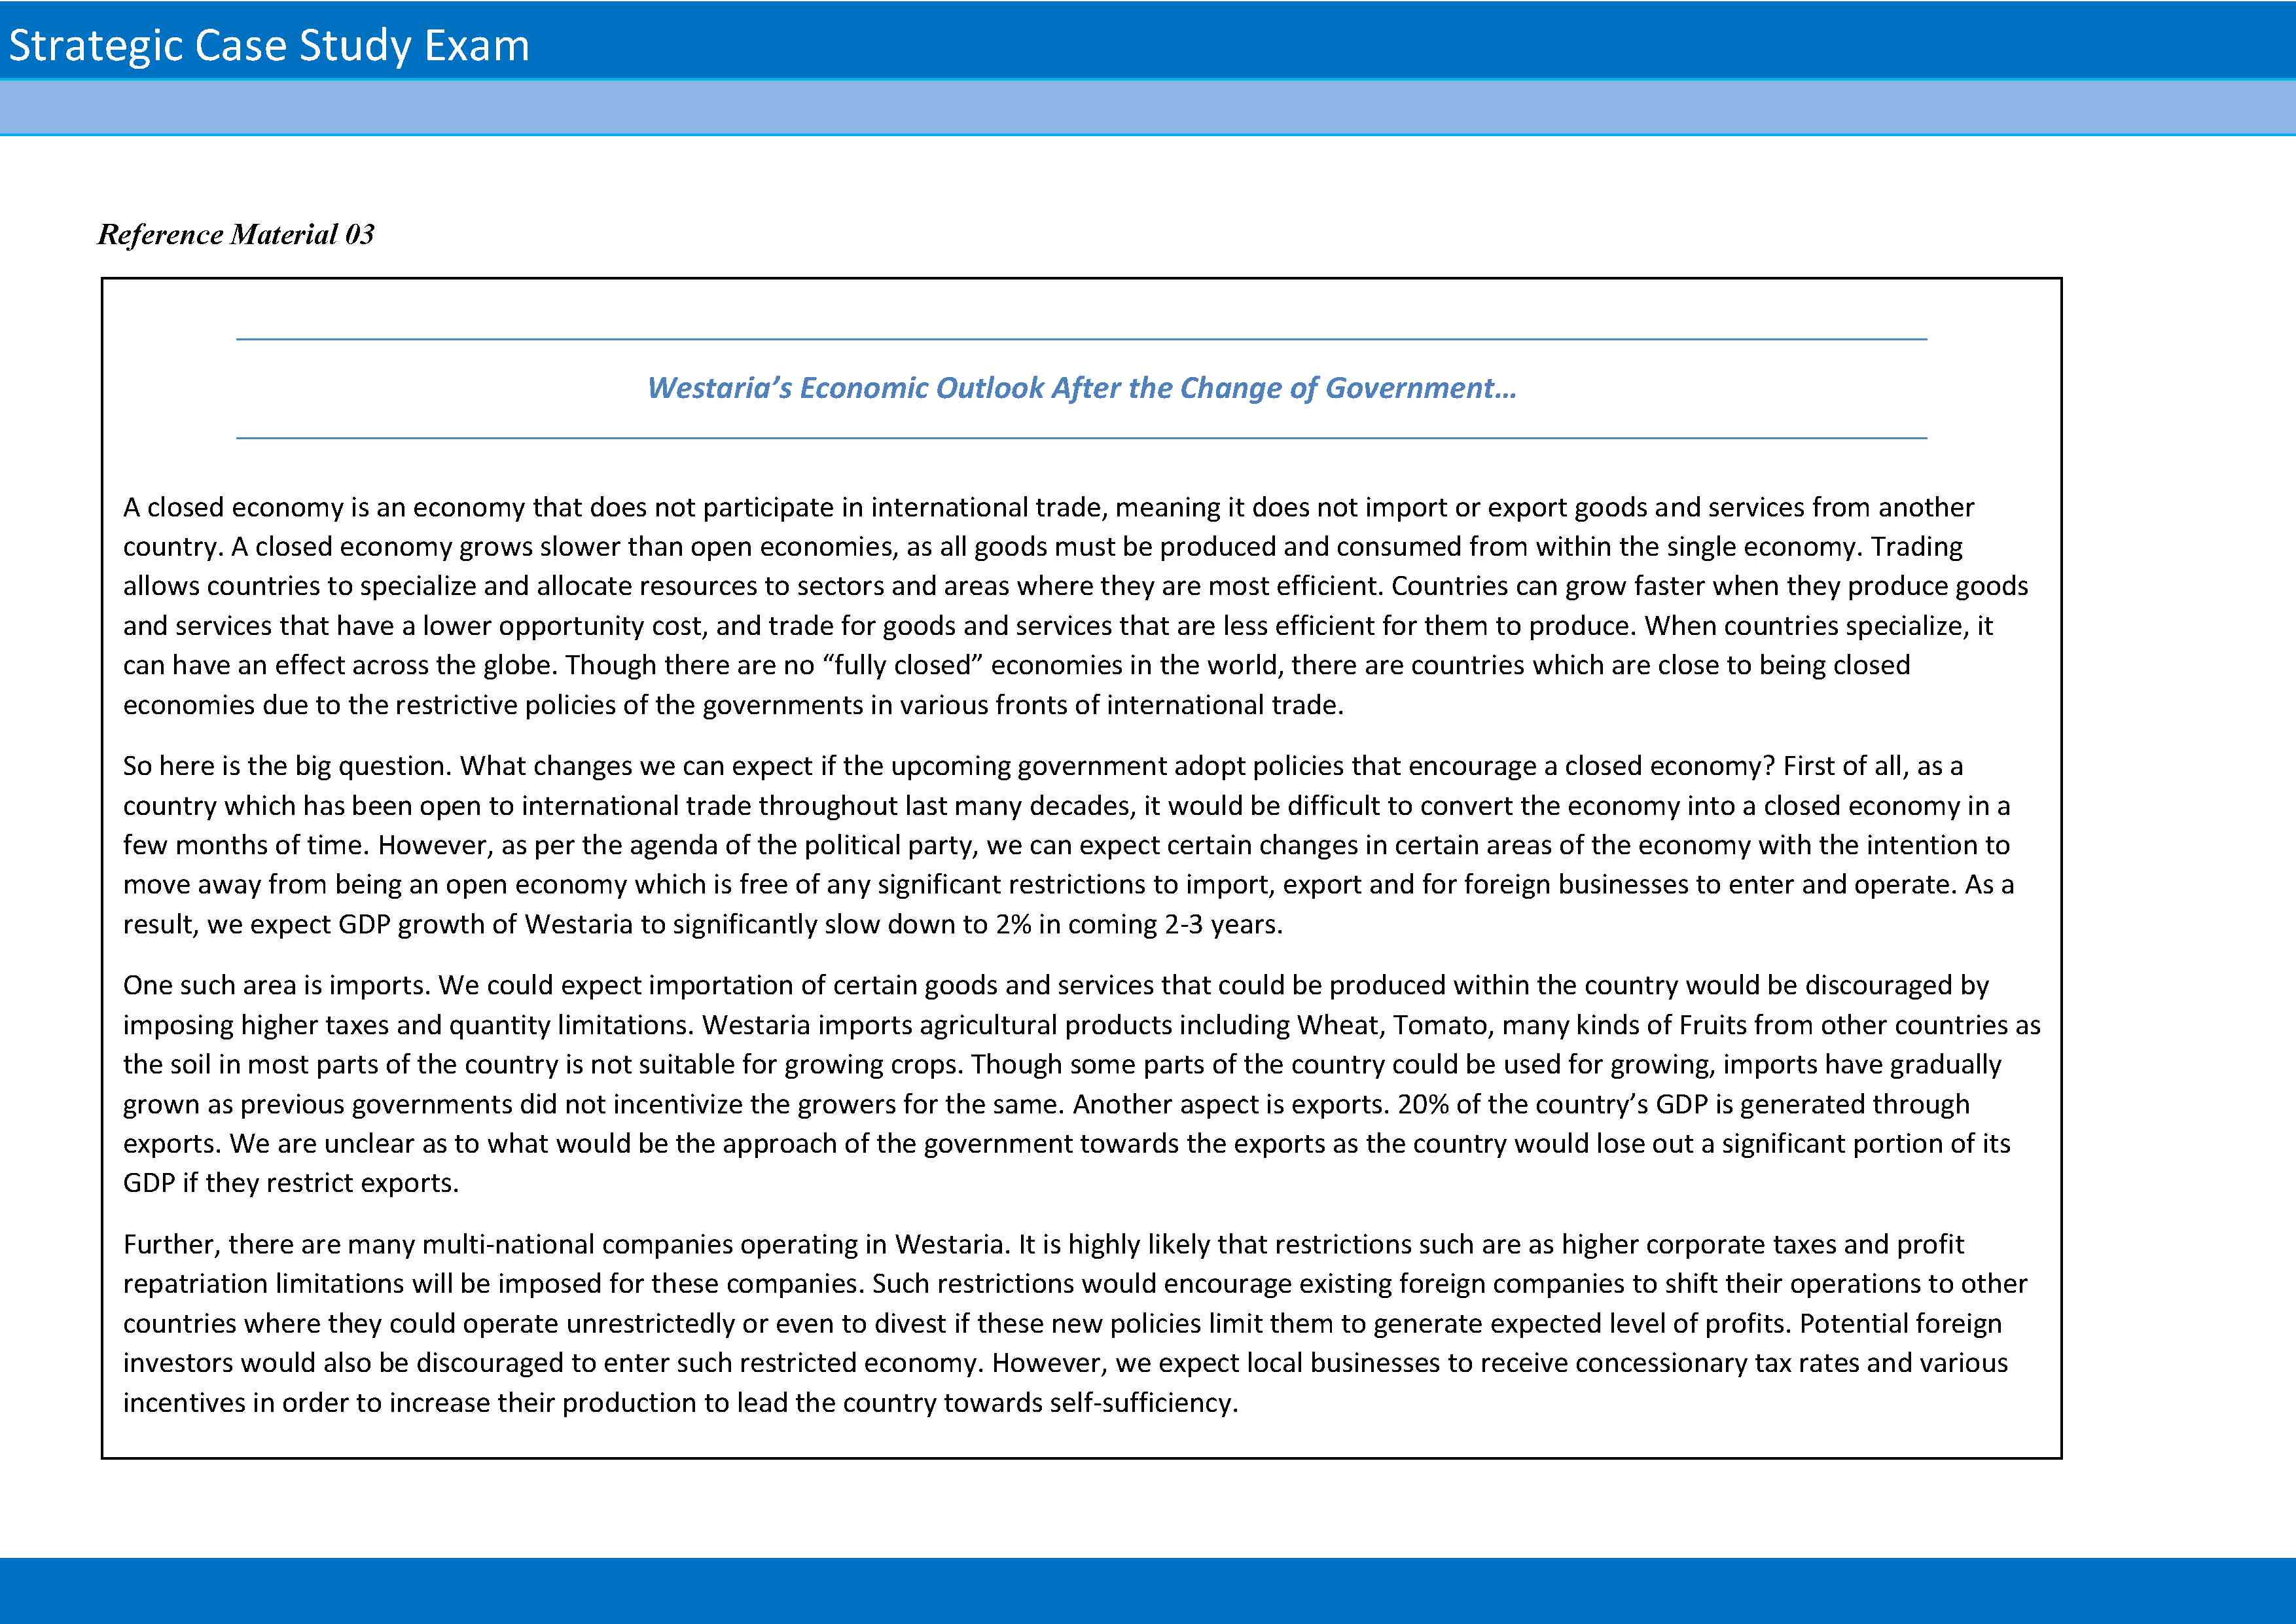 Strategic Case Study Exam
Reference Material 03
Westaria’s Economic Outlook After the Change of Government…
A closed economy is an economy that does not participate in international trade, meaning it does not import or export goods and services from another
country. A closed economy grows slower than open economies, as all goods must be produced and consumed from within the single economy. Trading
allows countries to specialize and allocate resources to sectors and areas where they are most efficient. Countries can grow faster when they produce goods
and services that have a lower opportunity cost, and trade for goods and services that are less efficient for them to produce. When countries specialize, it
can have an effect across the globe. Though there are no “fully closed” economies in the world, there are countries which are close to being closed
economies due to the restrictive policies of the governments in various fronts of international trade.
So here is the big question. What changes we can expect if the upcoming government adopt policies that encourage a closed economy? First of all, as a
country which has been open to international trade throughout last many decades, it would be difficult to convert the economy into a closed economy in a
few months of time. However, as per the agenda of the political party, we can expect certain changes in certain areas of the economy with the intention to
move away from being an open economy which is free of any significant restrictions to import, export and for foreign businesses to enter and operate. As a
result, we expect GDP growth of Westaria to significantly slow down to 2% in coming 2-3 years.
One such area is imports. We could expect importation of certain goods and services that could be produced within the country would be discouraged by
imposing higher taxes and quantity limitations. Westaria imports agricultural products including Wheat, Tomato, many kinds of Fruits from other countries as
the soil in most parts of the country is not suitable for growing crops. Though some parts of the country could be used for growing, imports have gradually
grown as previous governments did not incentivize the growers for the same. Another aspect is exports. 20% of the country’s GDP is generated through
exports. We are unclear as to what would be the approach of the government towards the exports as the country would lose out a significant portion of its
GDP if they restrict exports.
Further, there are many multi-national companies operating in Westaria. It is highly likely that restrictions such are as higher corporate taxes and profit
repatriation limitations will be imposed for these companies. Such restrictions would encourage existing foreign companies to shift their operations to other
countries where they could operate unrestrictedly or even to divest if these new policies limit them to generate expected level of profits. Potential foreign
investors would also be discouraged to enter such restricted economy. However, we expect local businesses to receive concessionary tax rates and various
incentives in order to increase their production to lead the country towards self-sufficiency.